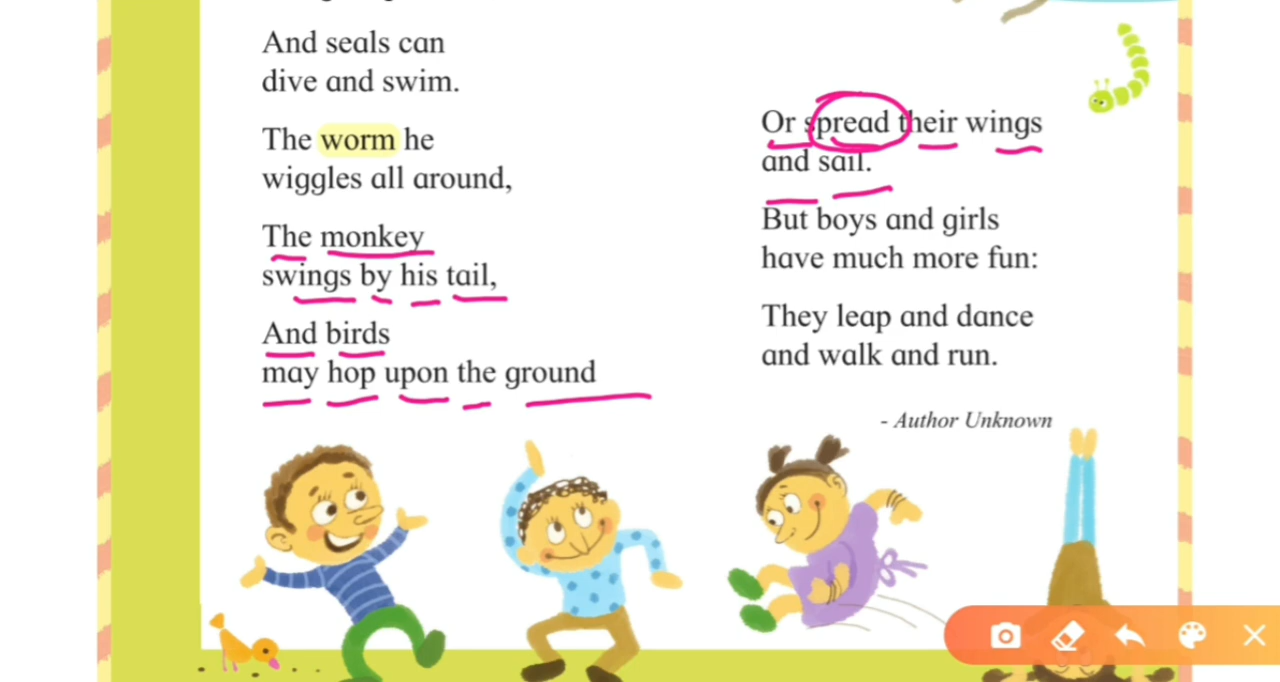 And seals can
dive and swim.
The worm he
wiggles all around,
The monkey
swings by his tail,
And birds
may hop upon the ground
Or spread their wings
and sail.
But boys and girls
have much more fun:
They leap and dance
and walk and run.
- Author Unknown